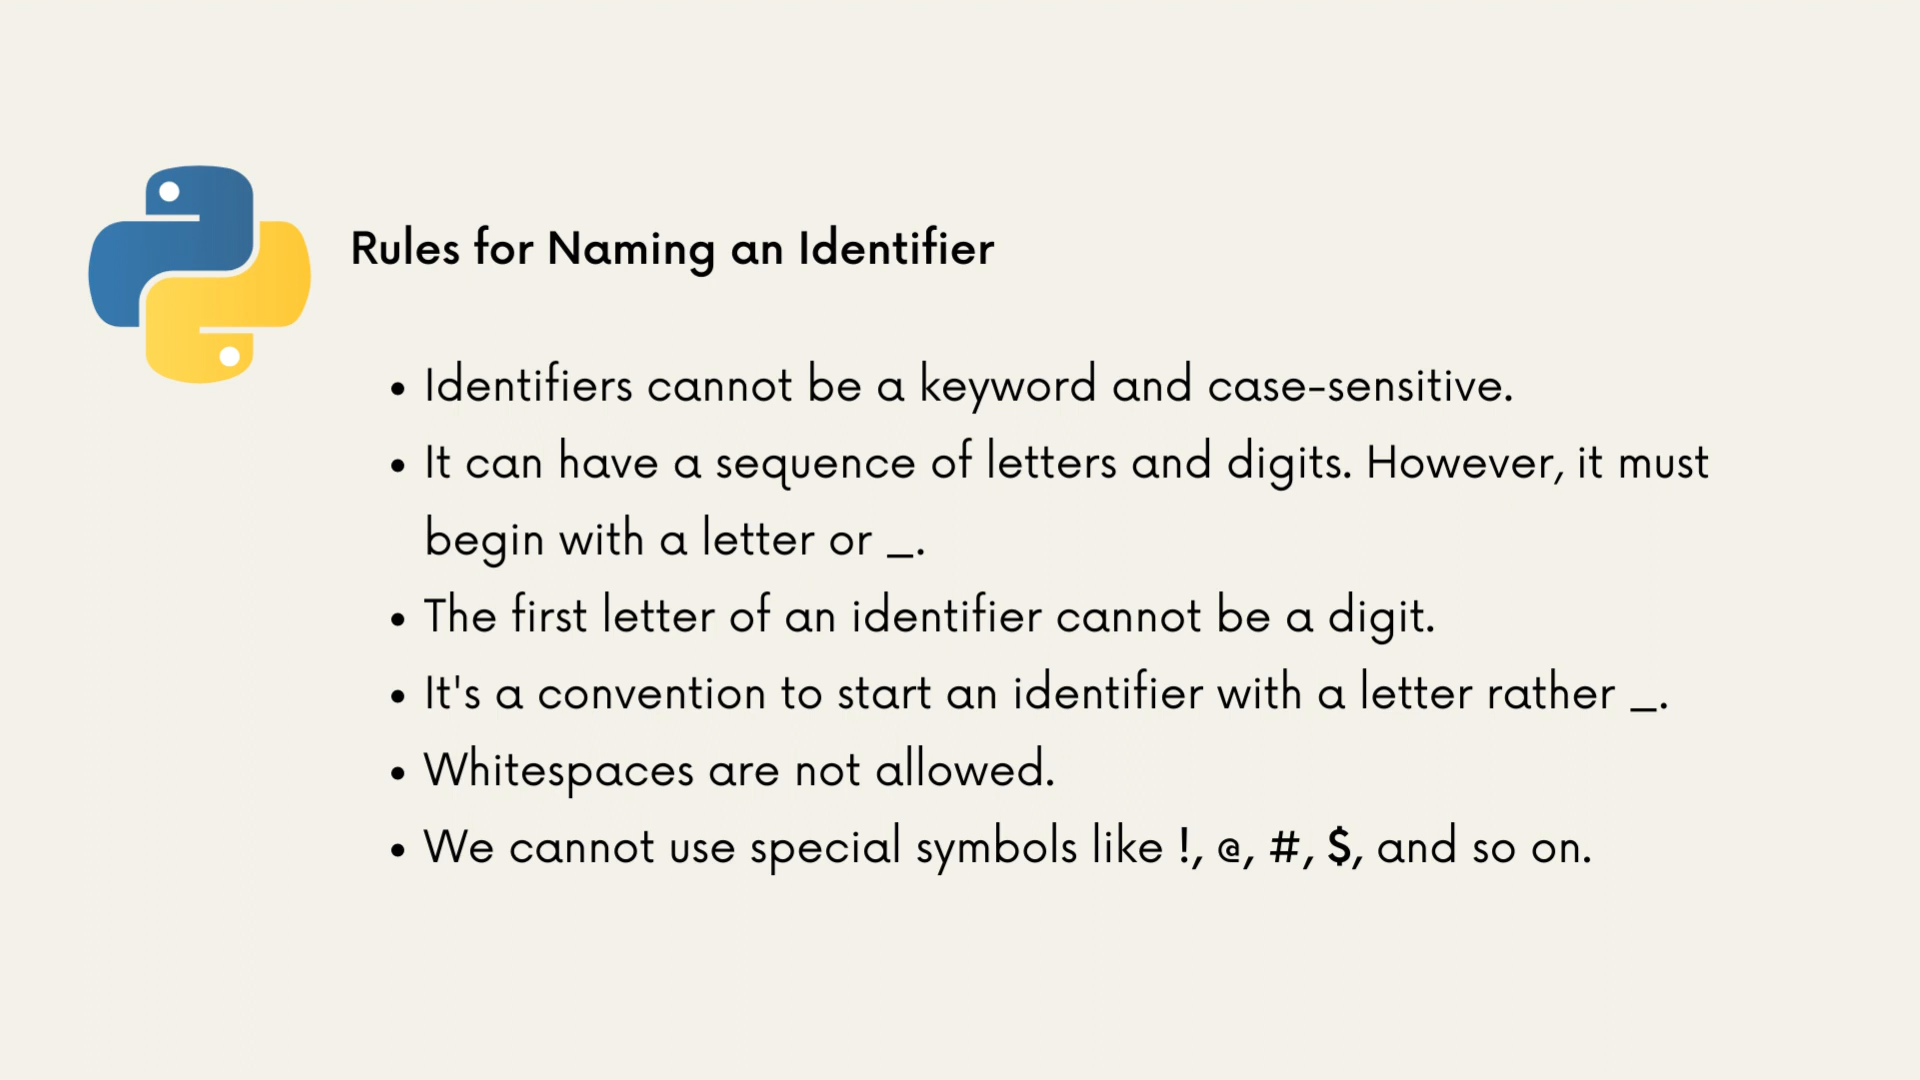 Rules for Naming an Identifier
• Identifiers cannot be a keyword and case-sensitive.
• It can have a sequence of letters and digits. However, it must
begin with a letter or _.
• The first letter of an identifier cannot be a digit.
• It's a convention to start an identifier with a letter rather _.
• Whitespaces are not allowed.
• We cannot use special symbols like !, @, #, $, and so on.